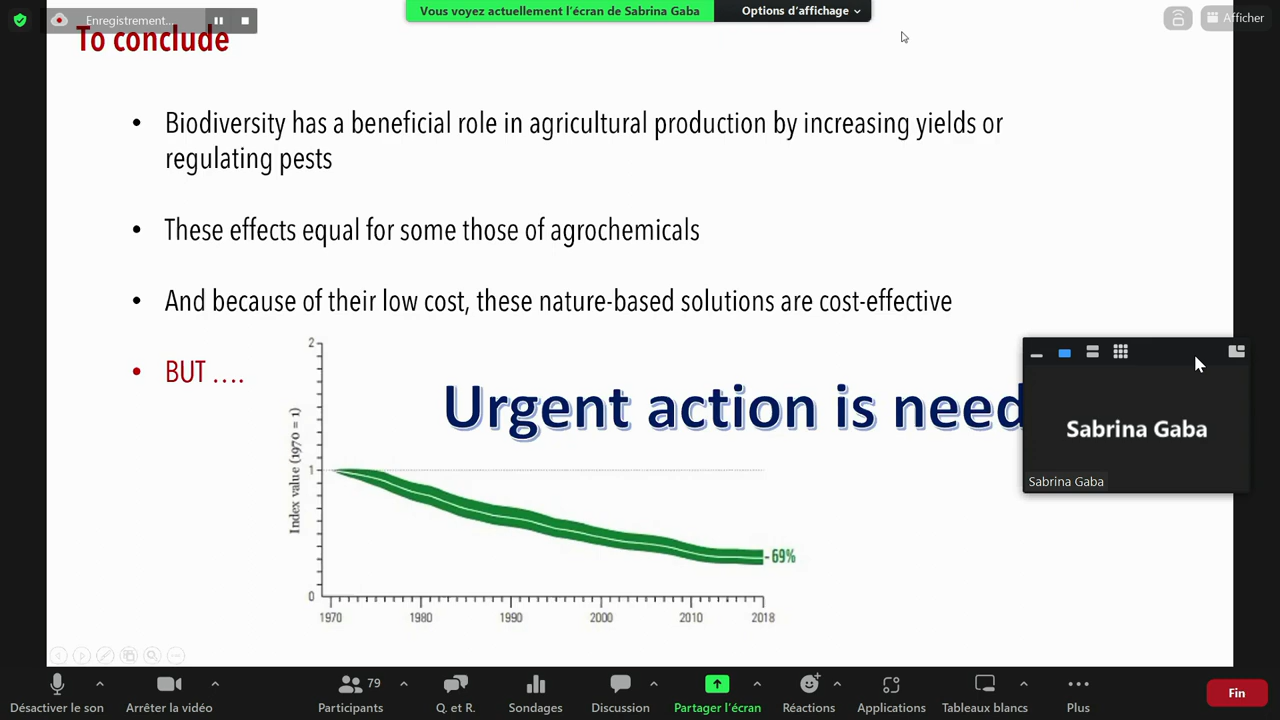 Enregistrement...
Vous voyez actuellement l'écran de Sabrina Gaba
Options d'affichage
Afficher
To conclude
• Biodiversity has a beneficial role in agricultural production by increasing yields or
regulating pests
• These effects equal for some those of agrochemicals
• And because of their low cost, these nature-based solutions are cost-effective
• BUT ....
Urgent action is need
Sabrina Gaba
Sabrina Gaba
Index value (1970 = 1)
2
1
0
- 69%
1970 1980 1990 2000 2010 2018
79
Désactiver le son
Arrêter la vidéo
Participants
Q. et R.
Sondages
Discussion
Partager l'écran
Réactions
Applications
Tableaux blancs
Plus
Fin